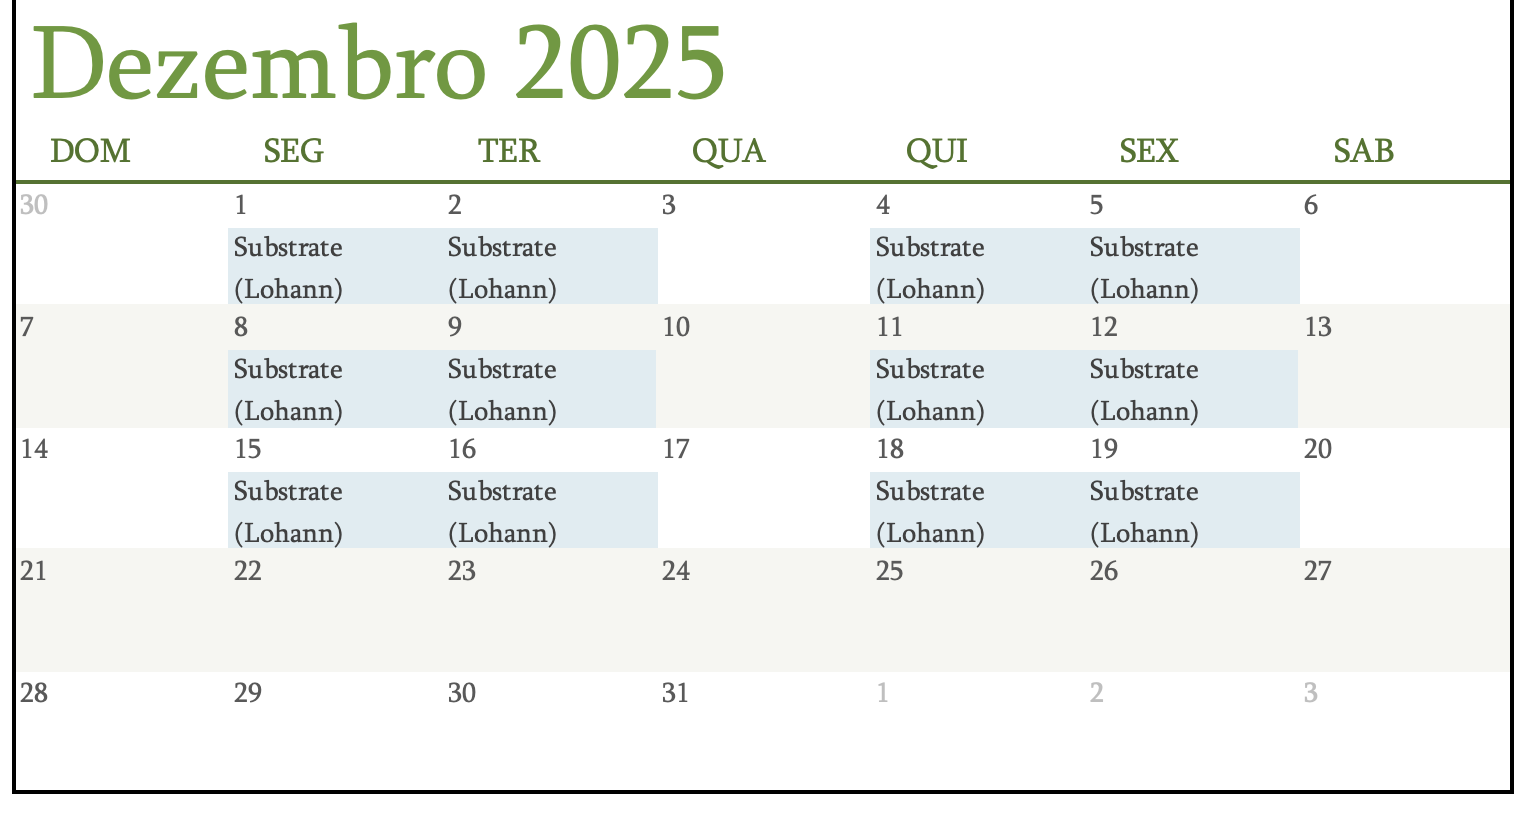 Dezembro 2025
DOM SEG TER QUA QUI SEX SAB
30 1 2 3 4 5 6
Substrate Substrate Substrate Substrate
(Lohann) (Lohann) (Lohann) (Lohann)
7 8 9 10 11 12 13
Substrate Substrate Substrate Substrate
(Lohann) (Lohann) (Lohann) (Lohann)
14 15 16 17 18 19 20
Substrate Substrate Substrate Substrate
(Lohann) (Lohann) (Lohann) (Lohann)
21 22 23 24 25 26 27
28 29 30 31 1 2 3